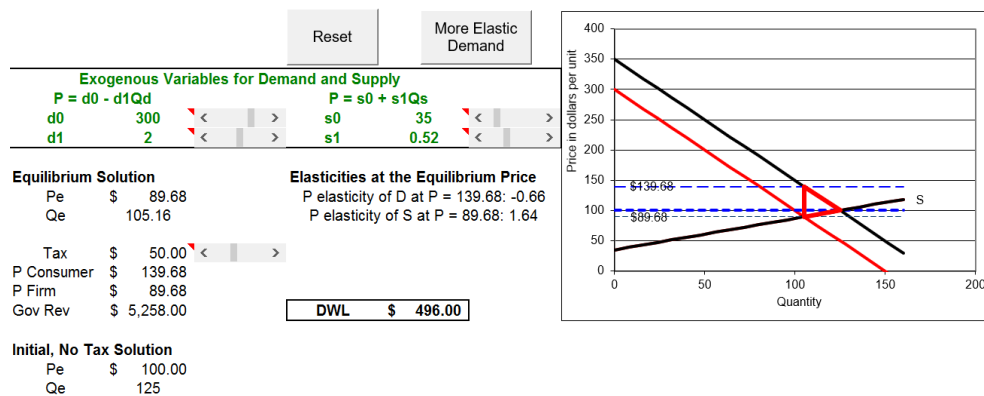 Reset
More Elastic
Demand
Exogenous Variables for Demand and Supply
P = d0 - d1Qd P = s0 + s1Qs
d0 300 < > s0 35 < >
d1 2 < > s1 0.52 < >
Equilibrium Solution
Pe $ 89.68
Qe 105.16
Elasticities at the Equilibrium Price
P elasticity of D at P = 139.68: -0.66
P elasticity of S at P = 89.68: 1.64
Tax $ 50.00 < >
P Consumer $ 139.68
P Firm $ 89.68
Gov Rev $ 5,258.00
DWL $ 496.00
Initial, No Tax Solution
Pe $ 100.00
Qe 125
Price in dollars per unit
400
350
300
250
200
150
100
50
0
$139.68
$89.68
S
0 50 100 150 200
Quantity